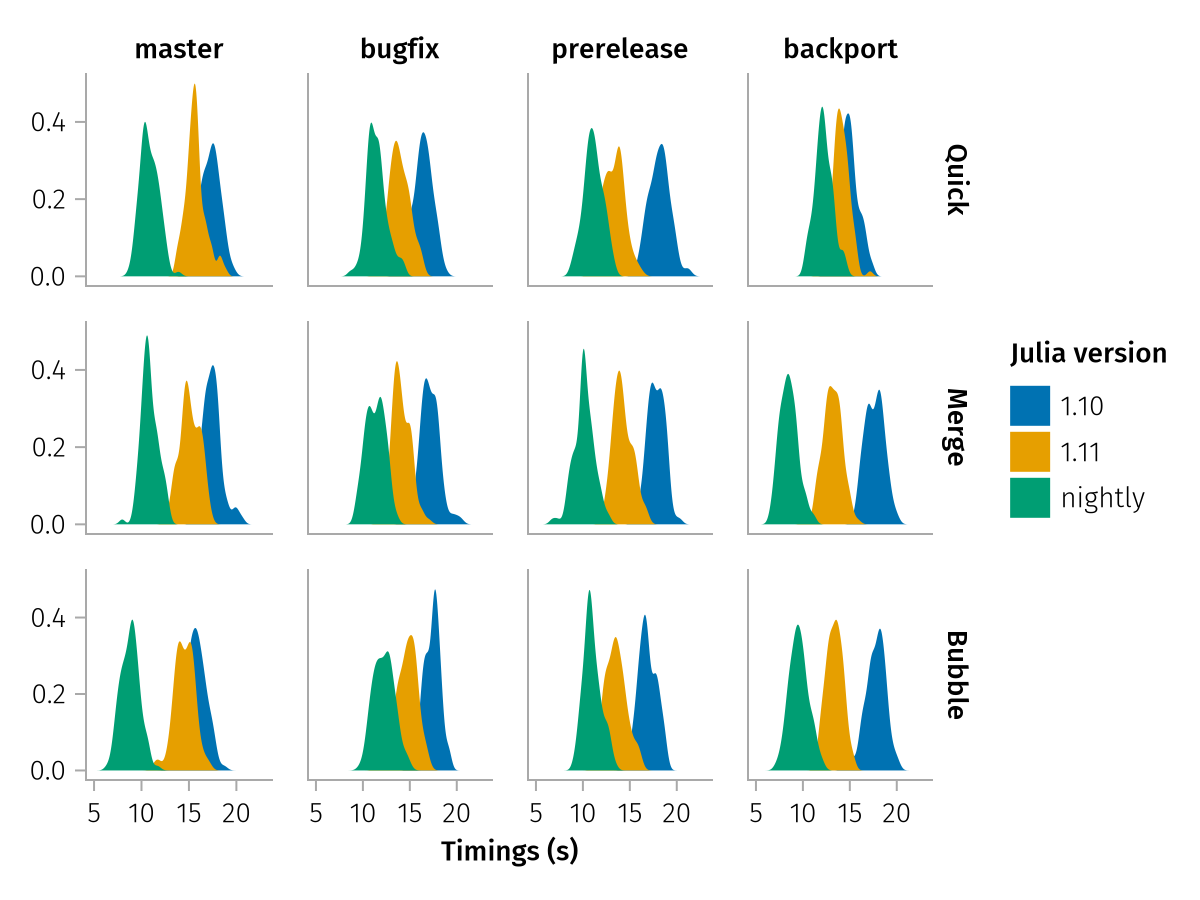 master bugfix prerelease backport
0.4
0.2
0.0
Quick
0.4
0.2
0.0
Merge
Julia version
1.10
1.11
nightly
0.4
0.2
0.0
Bubble
5 10 15 20 5 10 15 20 5 10 15 20 5 10 15 20
Timings (s)